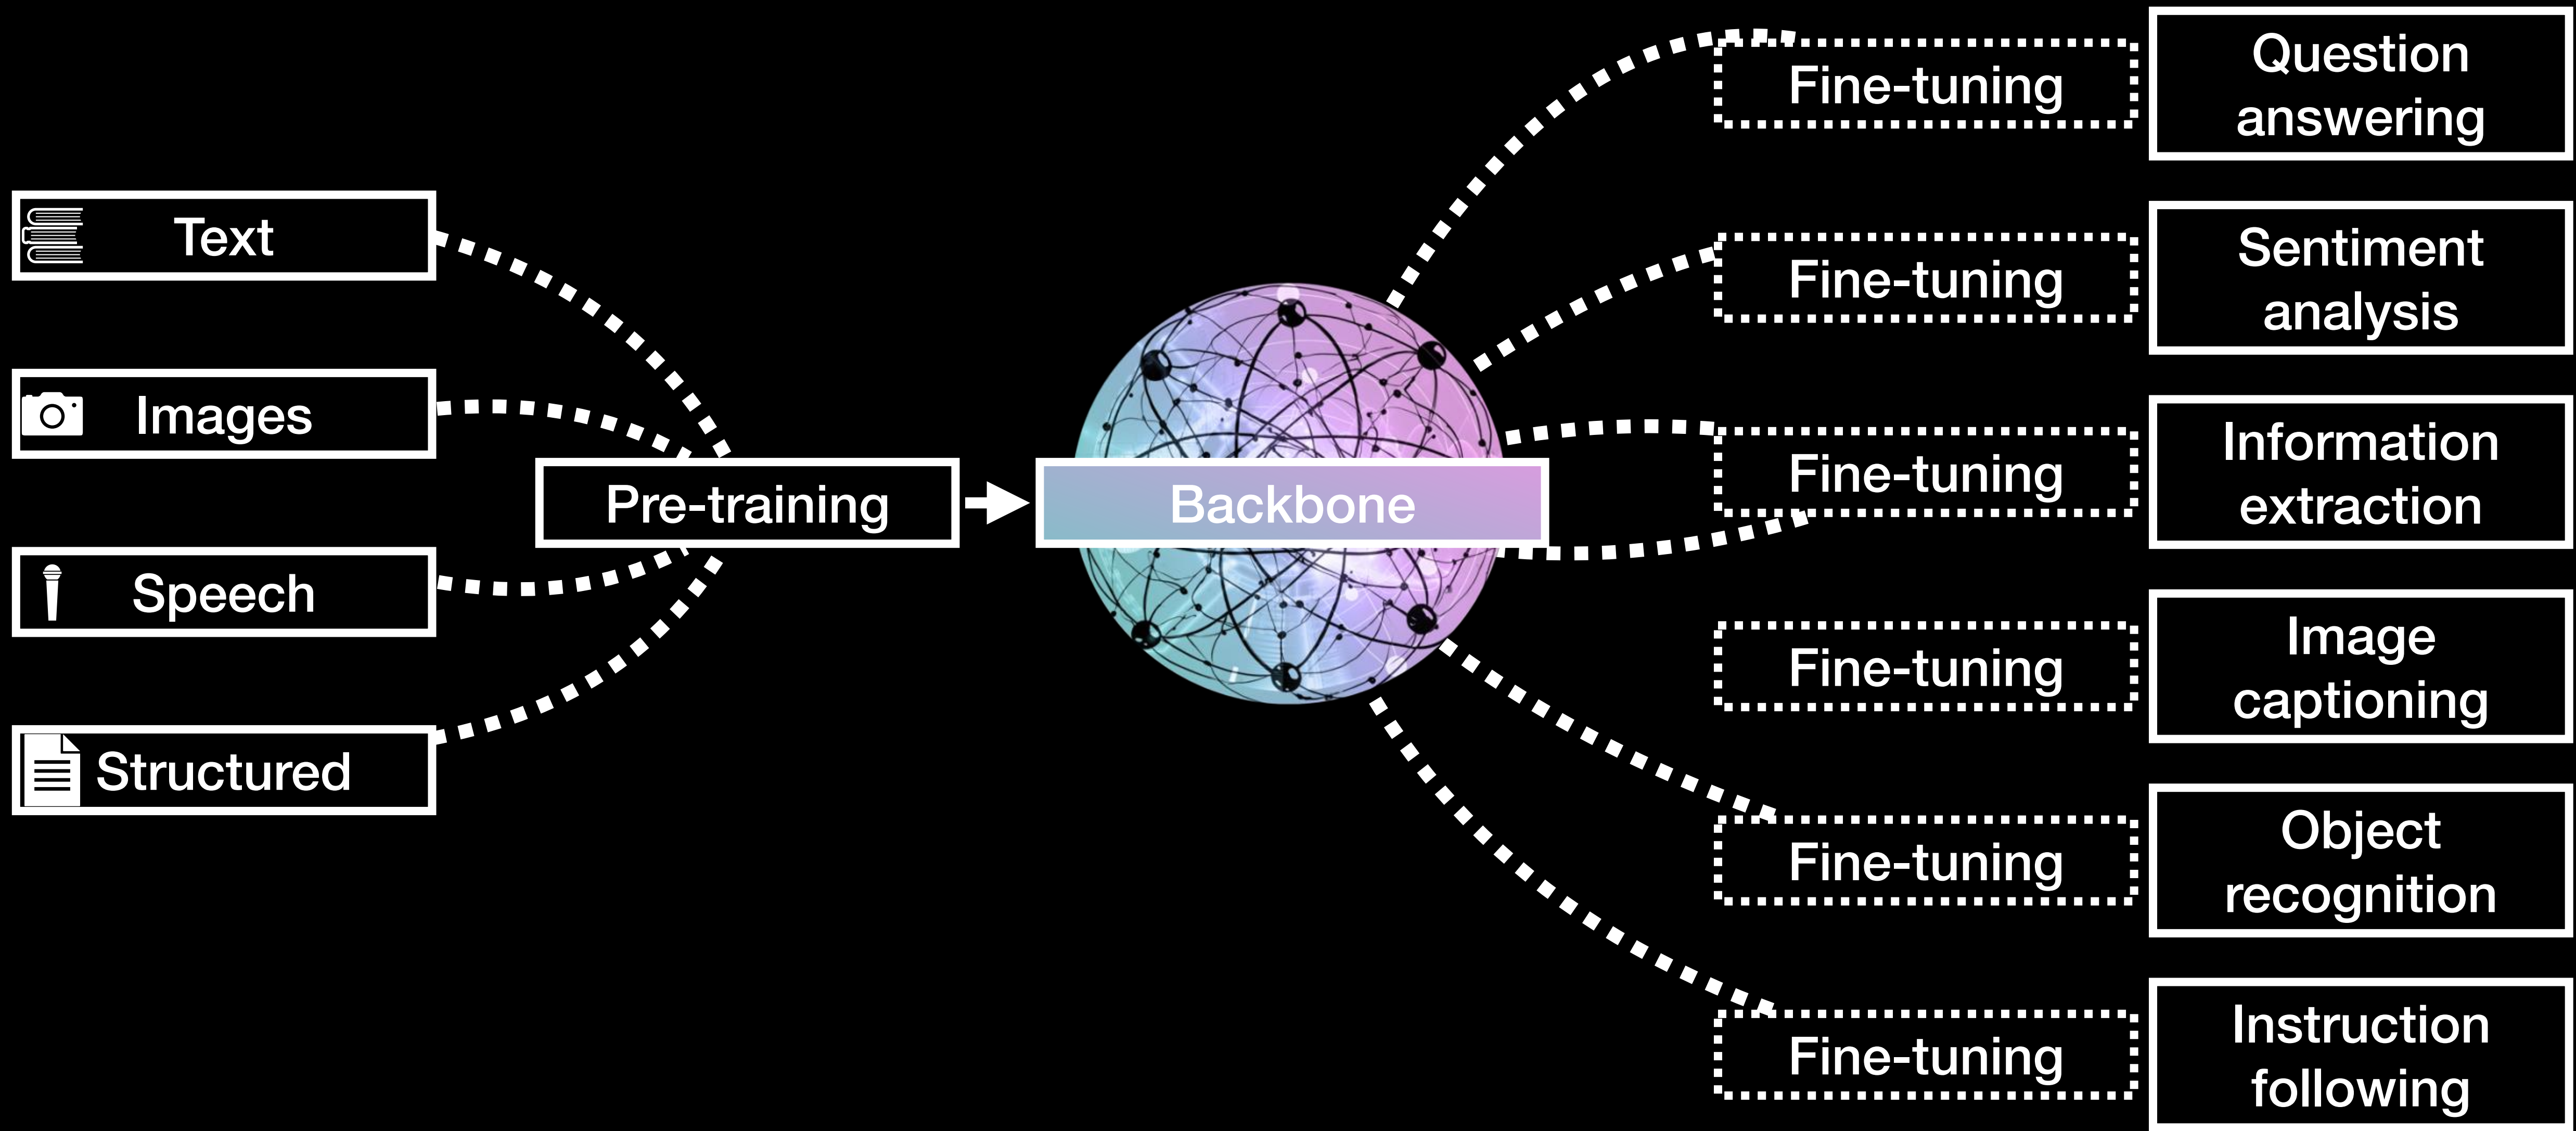 Text
Images
Speech
Structured
Pre-training
Backbone
Fine-tuning
Question
answering
Fine-tuning
Sentiment
analysis
Fine-tuning
Information
extraction
Fine-tuning
Image
captioning
Fine-tuning
Object
recognition
Fine-tuning
Instruction
following